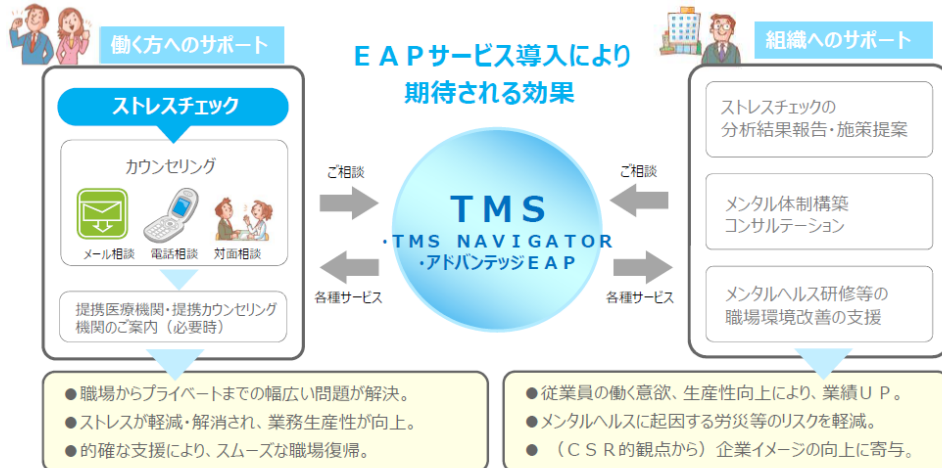 働く方へのサポート
ストレスチェック
カウンセリング
メール相談
電話相談
対面相談
提携医療機関・提携カウンセリング
機関のご案内（必要時）
●職場からプライベートまでの幅広い問題が解決。
●ストレスが軽減・解消され、業務生産性が向上。
●的確な支援により、スムーズな職場復帰。
ＥＡＰサービス導入により
期待される効果
ご相談
各種サービス
ＴＭＳ
・ＴＭＳ ＮＡＶＩＧＡＴＯＲ
・アドバンテッジＥＡＰ
ご相談
各種サービス
組織へのサポート
ストレスチェックの
分析結果報告・施策提案
メンタル体制構築
コンサルテーション
メンタルヘルス研修等の
職場環境改善の支援
●従業員の働く意欲、生産性向上により、業績ＵＰ。
●メンタルヘルスに起因する労災等のリスクを軽減。
●（ＣＳＲ的観点から）企業イメージの向上に寄与。